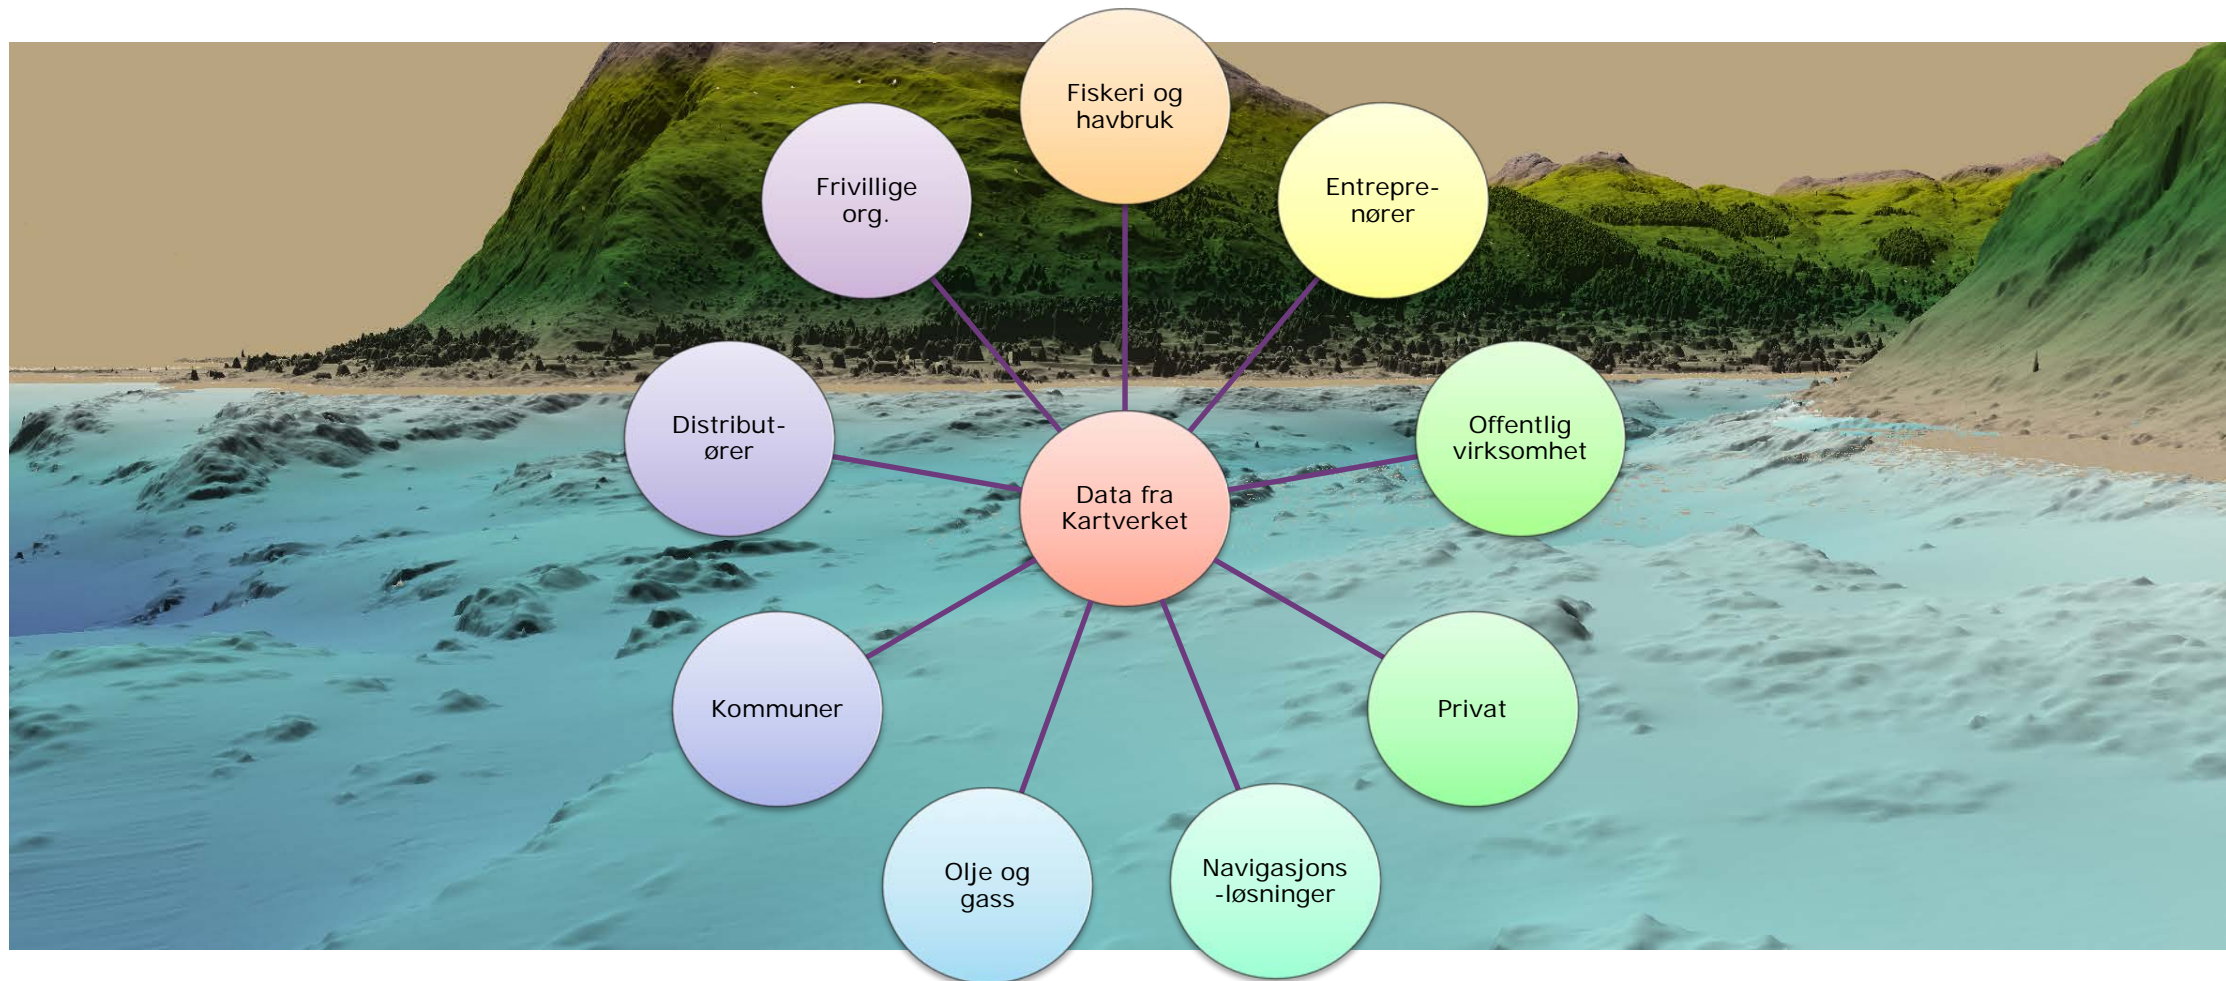 Fiskeri og
havbruk
Entrepre-
nører
Offentlig
virksomhet
Privat
Navigasjons
-løsninger
Olje og
gass
Kommuner
Distribut-
ører
Frivillige
org.
Data fra
Kartverket